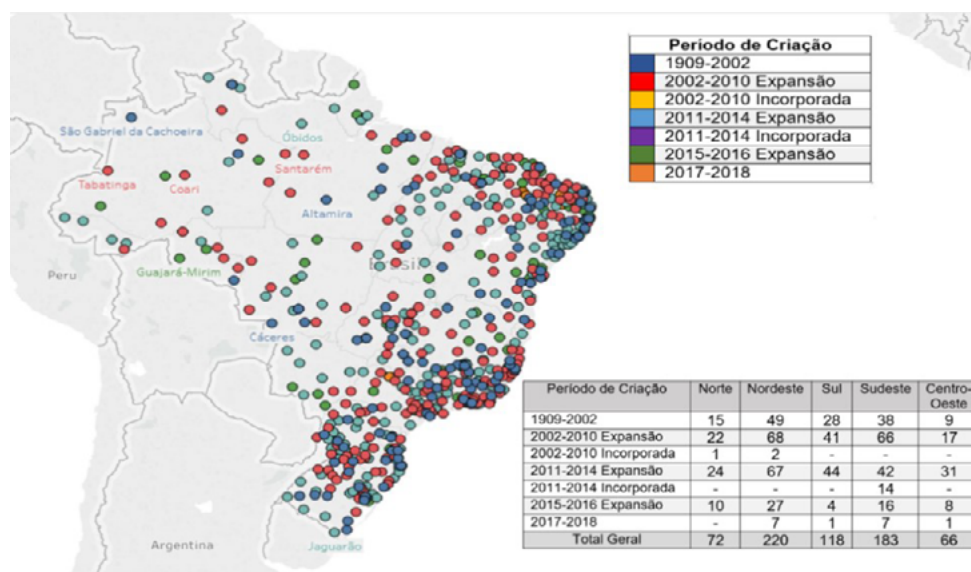 Período de Criação
1909-2002
2002-2010 Expansão
2002-2010 Incorporada
2011-2014 Expansão
2011-2014 Incorporada
2015-2016 Expansão
2017-2018
São Gabriel da Cachoeira
Óbidos
Santarém
Tabatinga
Coari
Altamira
Brasil
Peru
Guajará-Mirim
Cáceres
Jaguarão
Argentina
Período de Criação Norte Nordeste Sul Sudeste Centro-Oeste
1909-2002 15 49 28 38 9
2002-2010 Expansão 22 68 41 66 17
2002-2010 Incorporada 1 2 - - -
2011-2014 Expansão 24 67 44 42 31
2011-2014 Incorporada - - - 14 -
2015-2016 Expansão 10 27 4 16 8
2017-2018 - 7 1 7 1
Total Geral 72 220 118 183 66